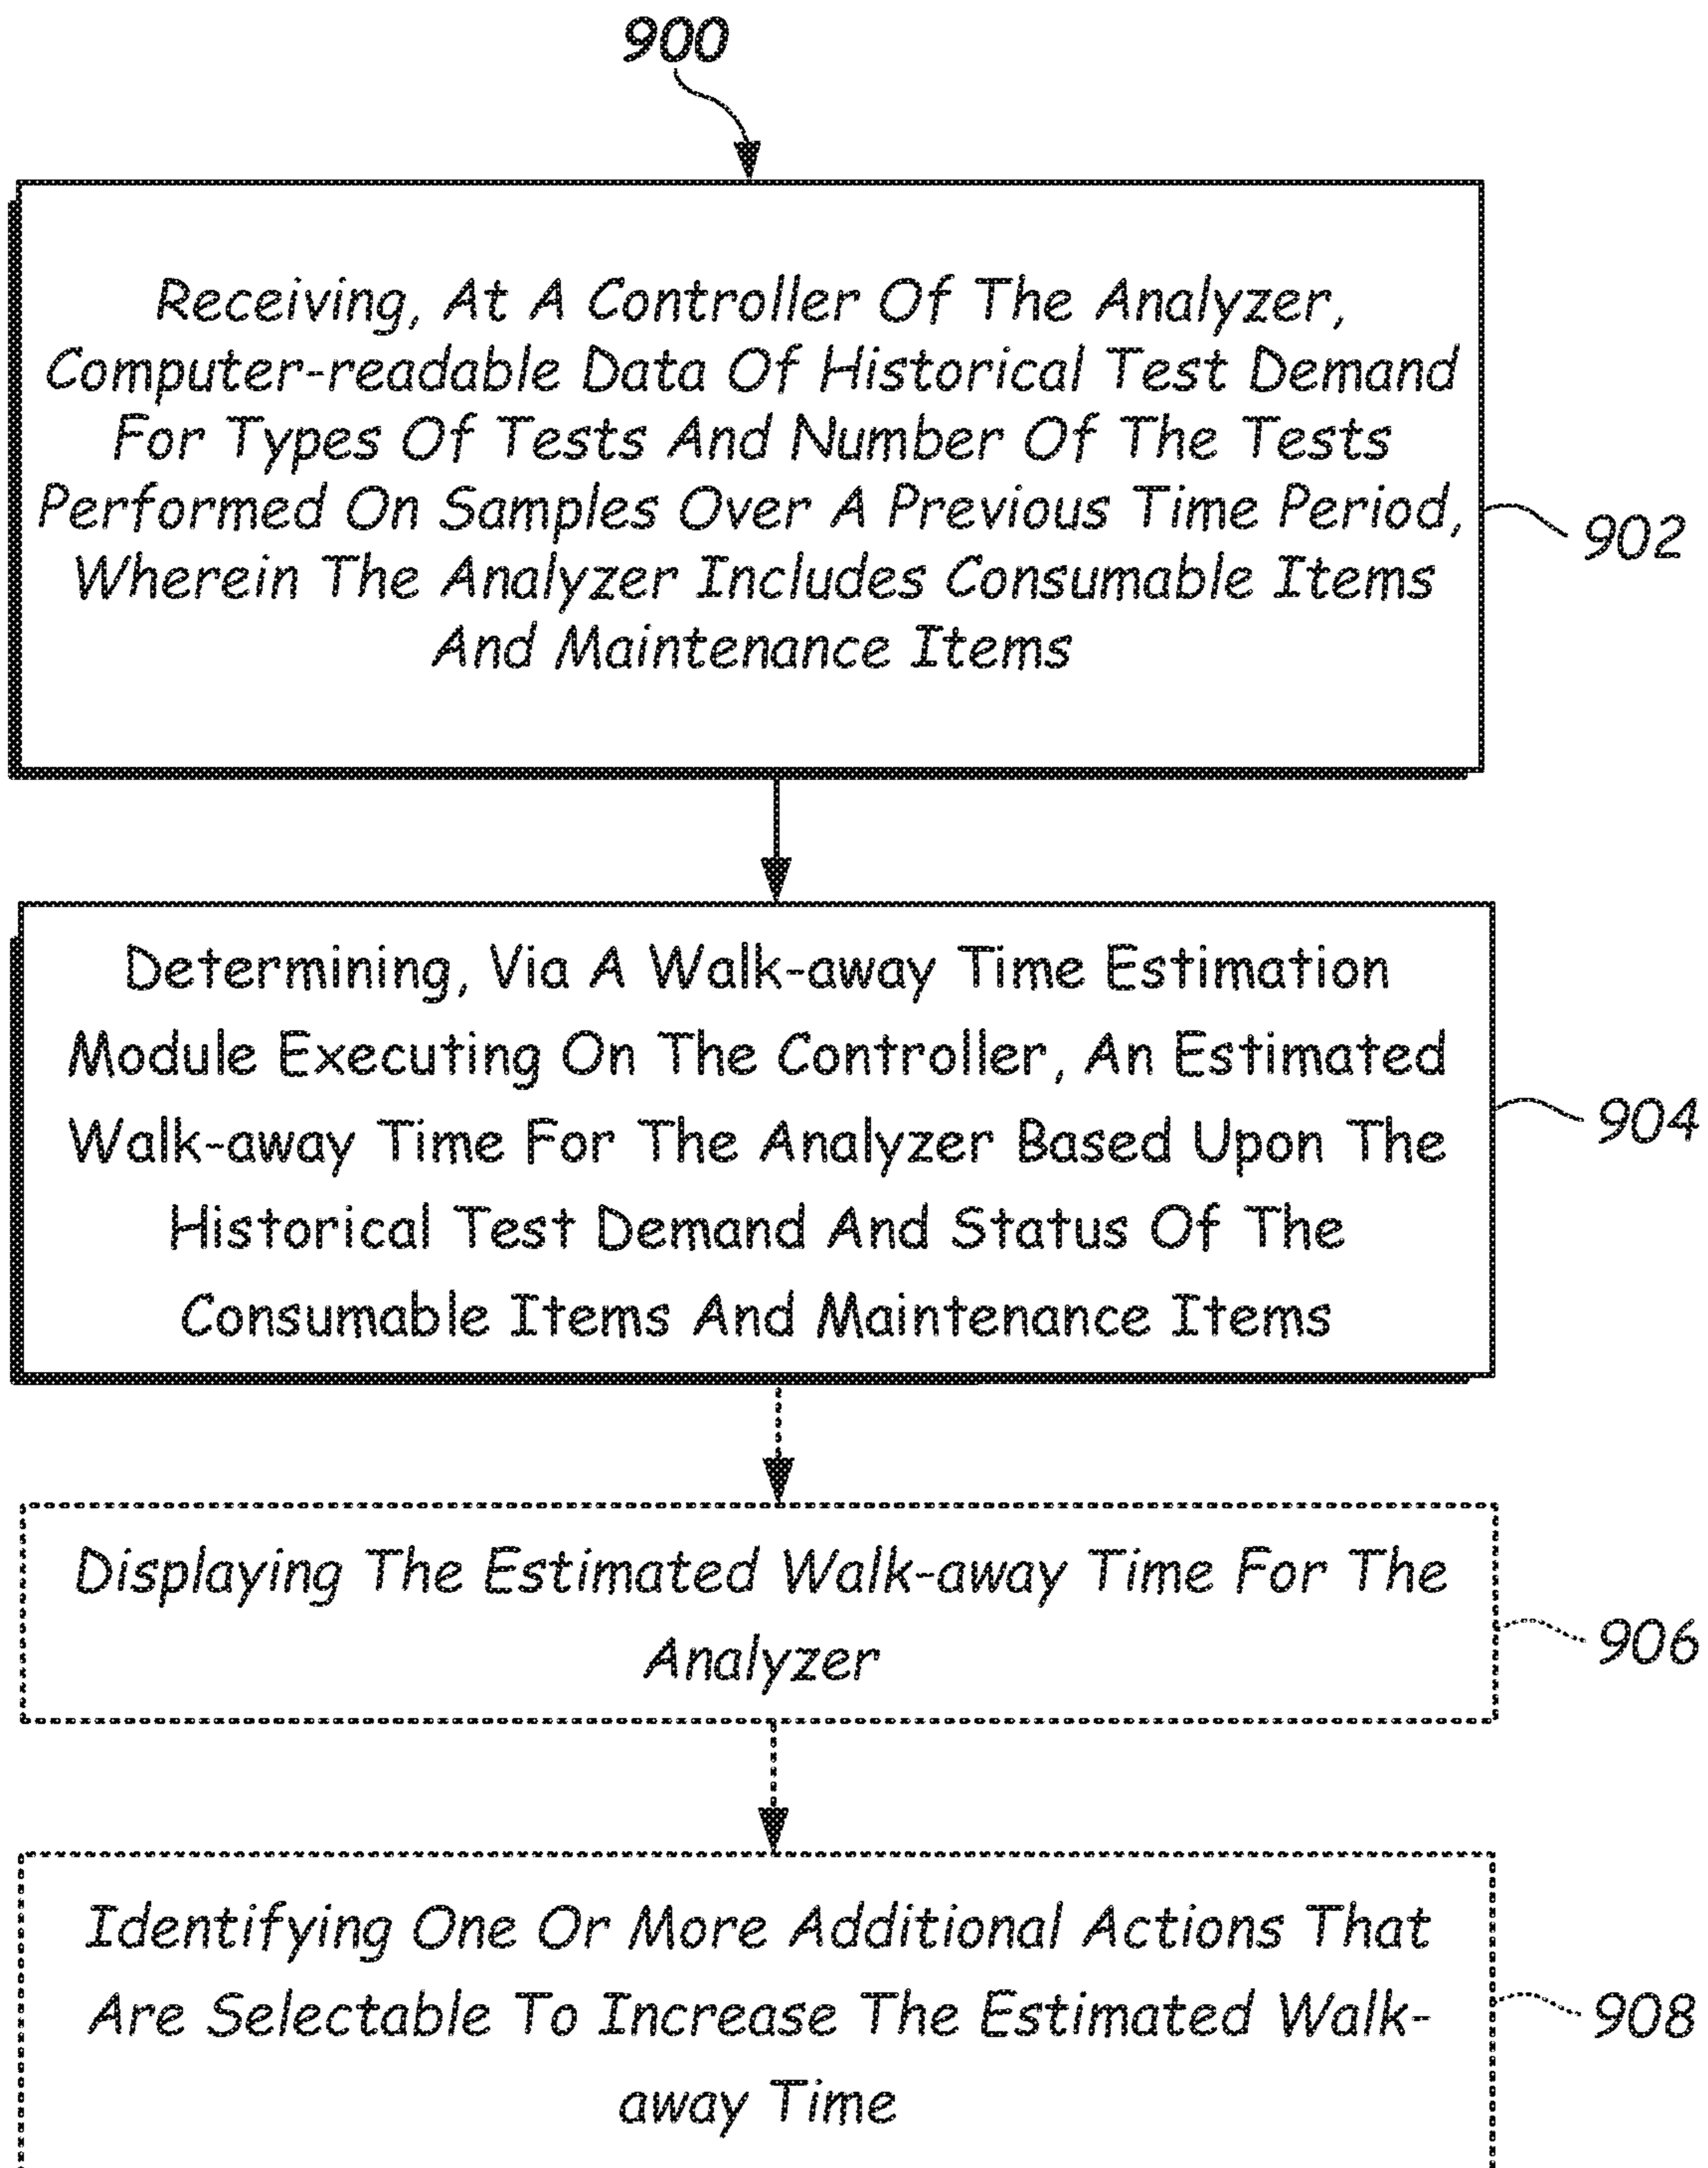 900
Receiving, At A Controller Of The Analyzer,
Computer-readable Data Of Historical Test Demand
For Types Of Tests And Number Of The Tests
Performed On Samples Over A Previous Time Period,
Wherein The Analyzer Includes Consumable Items
And Maintenance Items
902
Determining, Via A Walk-away Time Estimation
Module Executing On The Controller, An Estimated
Walk-away Time For The Analyzer Based Upon The
Historical Test Demand And Status Of The
Consumable Items And Maintenance Items
904
Displaying The Estimated Walk-away Time For The
Analyzer
906
Identifying One Or More Additional Actions That
Are Selectable To Increase The Estimated Walk-
away Time
908